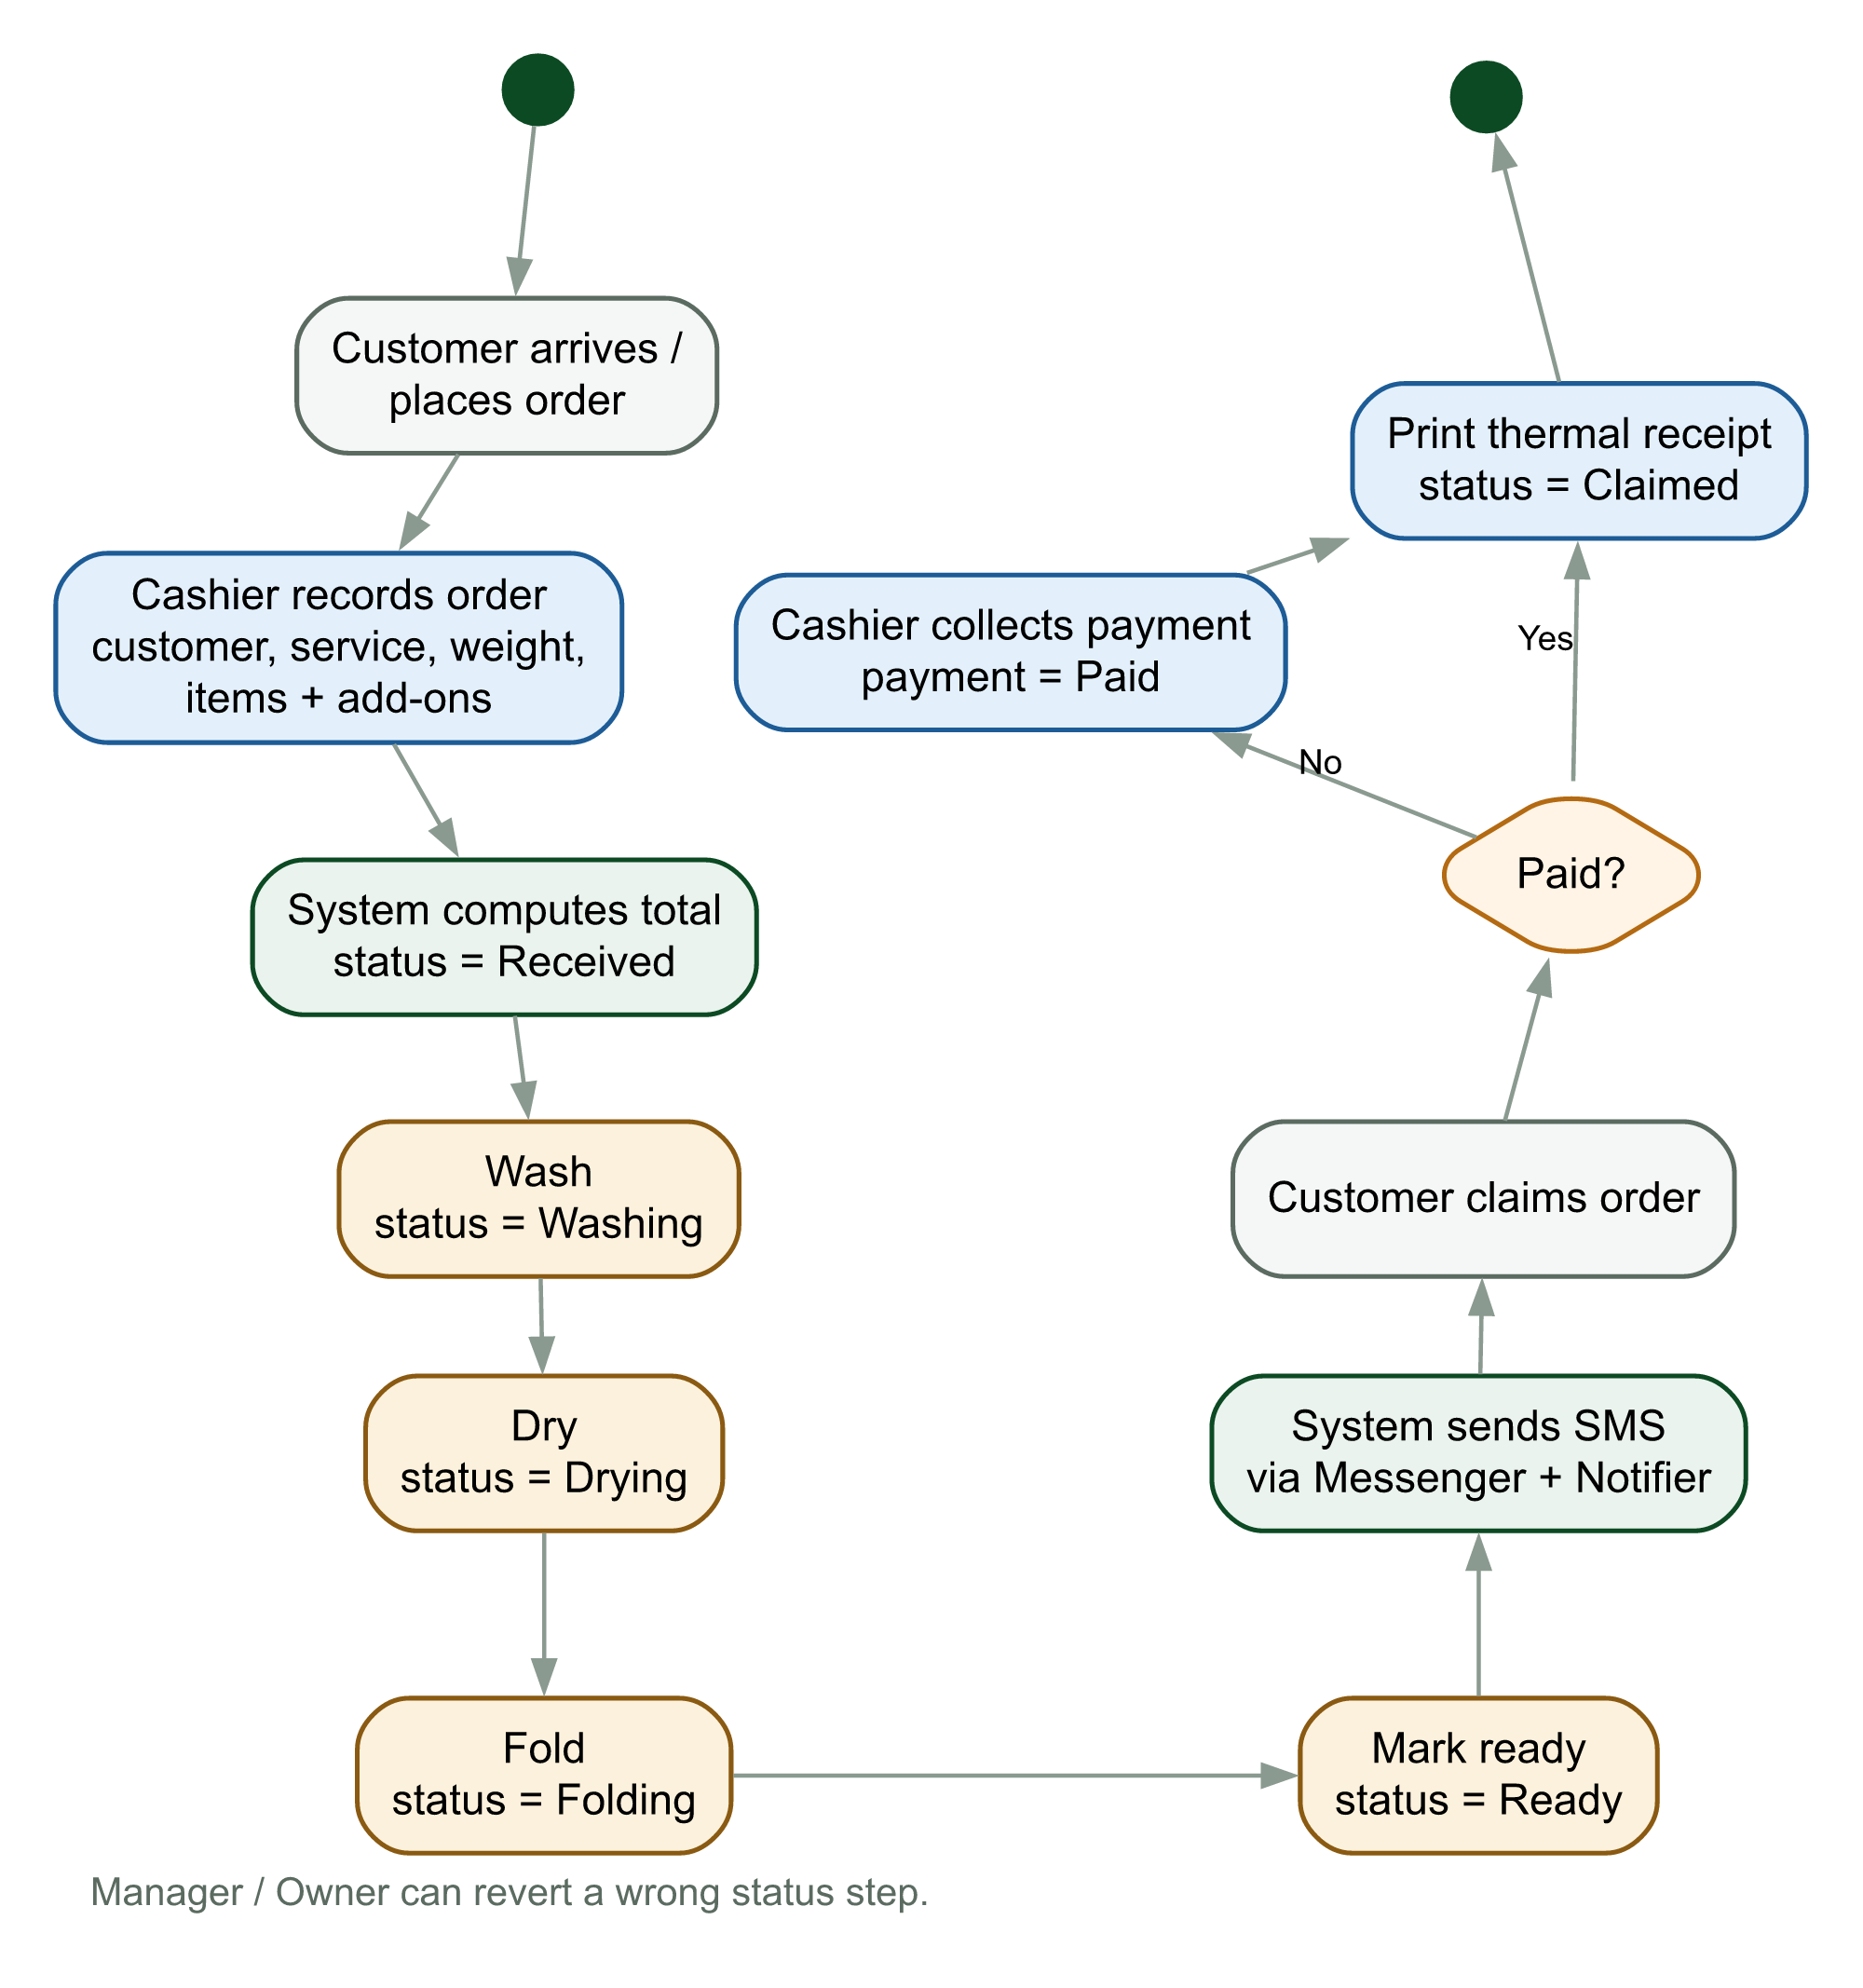 Customer arrives /
places order
Cashier records order
customer, service, weight,
items + add-ons
System computes total
status = Received
Wash
status = Washing
Dry
status = Drying
Fold
status = Folding
Mark ready
status = Ready
System sends SMS
via Messenger + Notifier
Customer claims order
Paid?
No
Yes
Cashier collects payment
payment = Paid
Print thermal receipt
status = Claimed
Manager / Owner can revert a wrong status step.